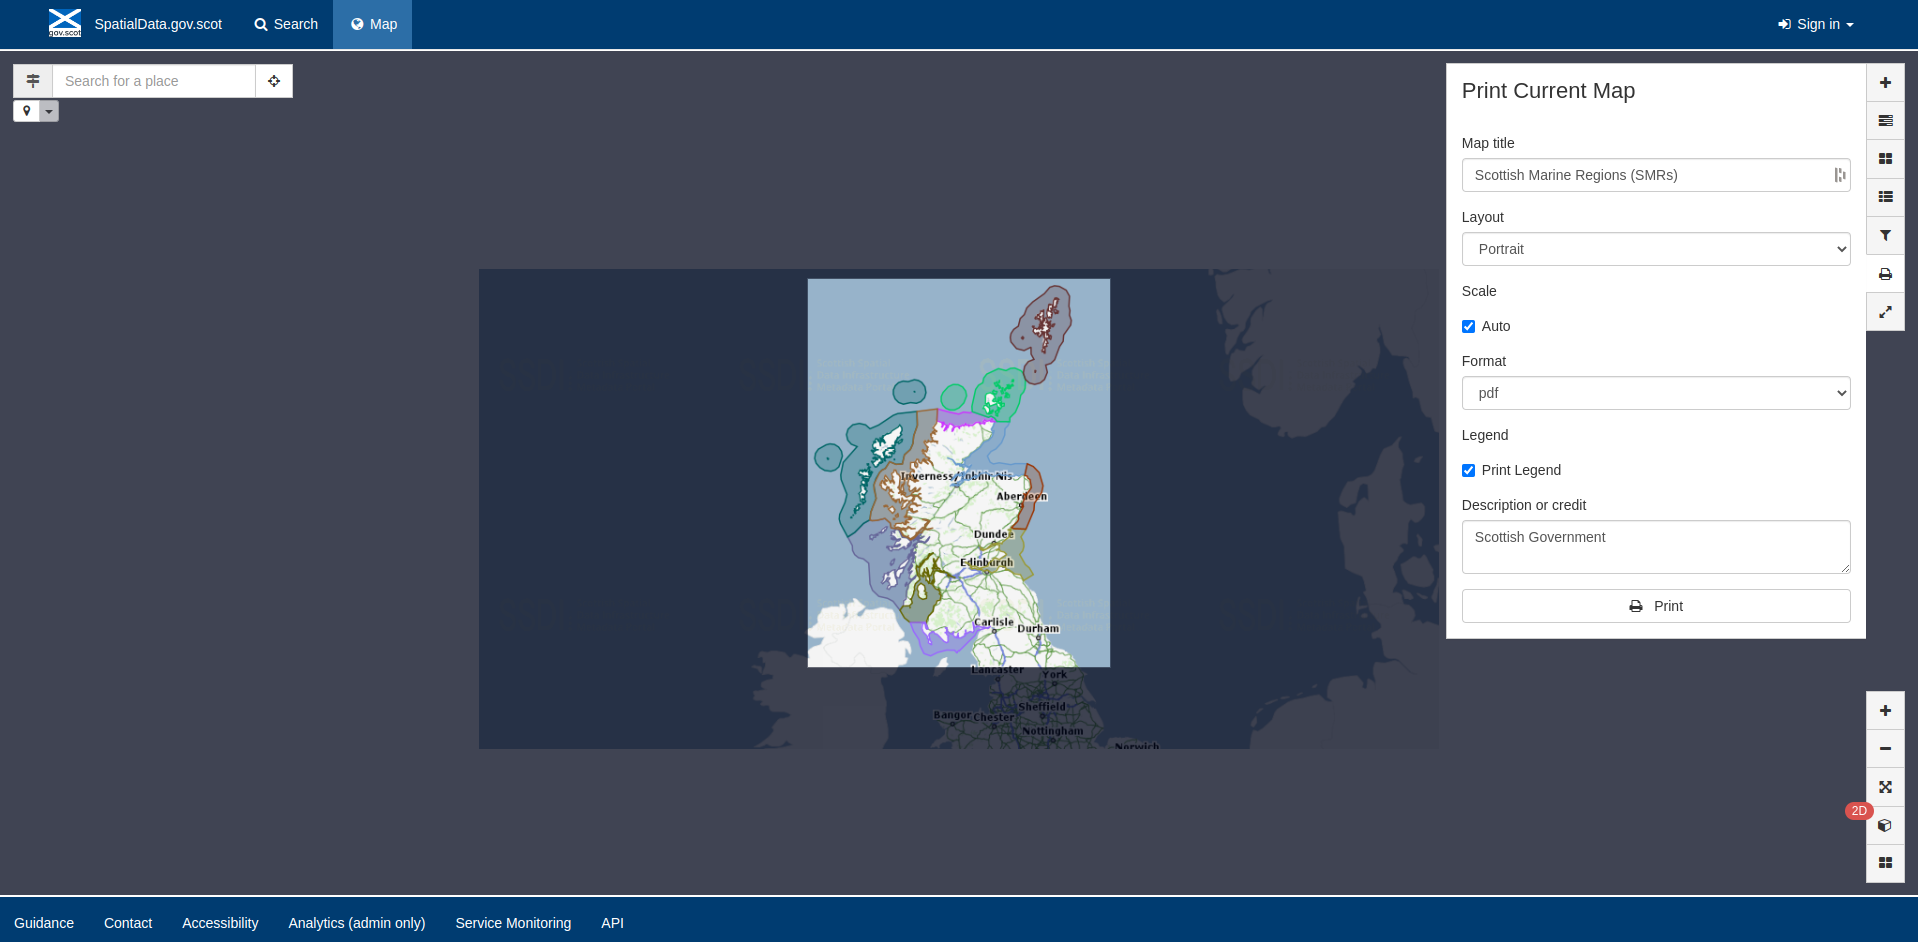 gov.scot SpatialData.gov.scot Search Map Sign in
Search for a place
Print Current Map
Map title
Scottish Marine Regions (SMRs)
Layout
Portrait
Scale
Auto
Format
pdf
Legend
Print Legend
Description or credit
Scottish Government
Print
Inverness/Inbhir Nis
Aberdeen
Dundee
Edinburgh
Carlisle
Durham
Lancaster
York
Sheffield
Bangor
Chester
Nottingham
Norwich
2D
Guidance Contact Accessibility Analytics (admin only) Service Monitoring API